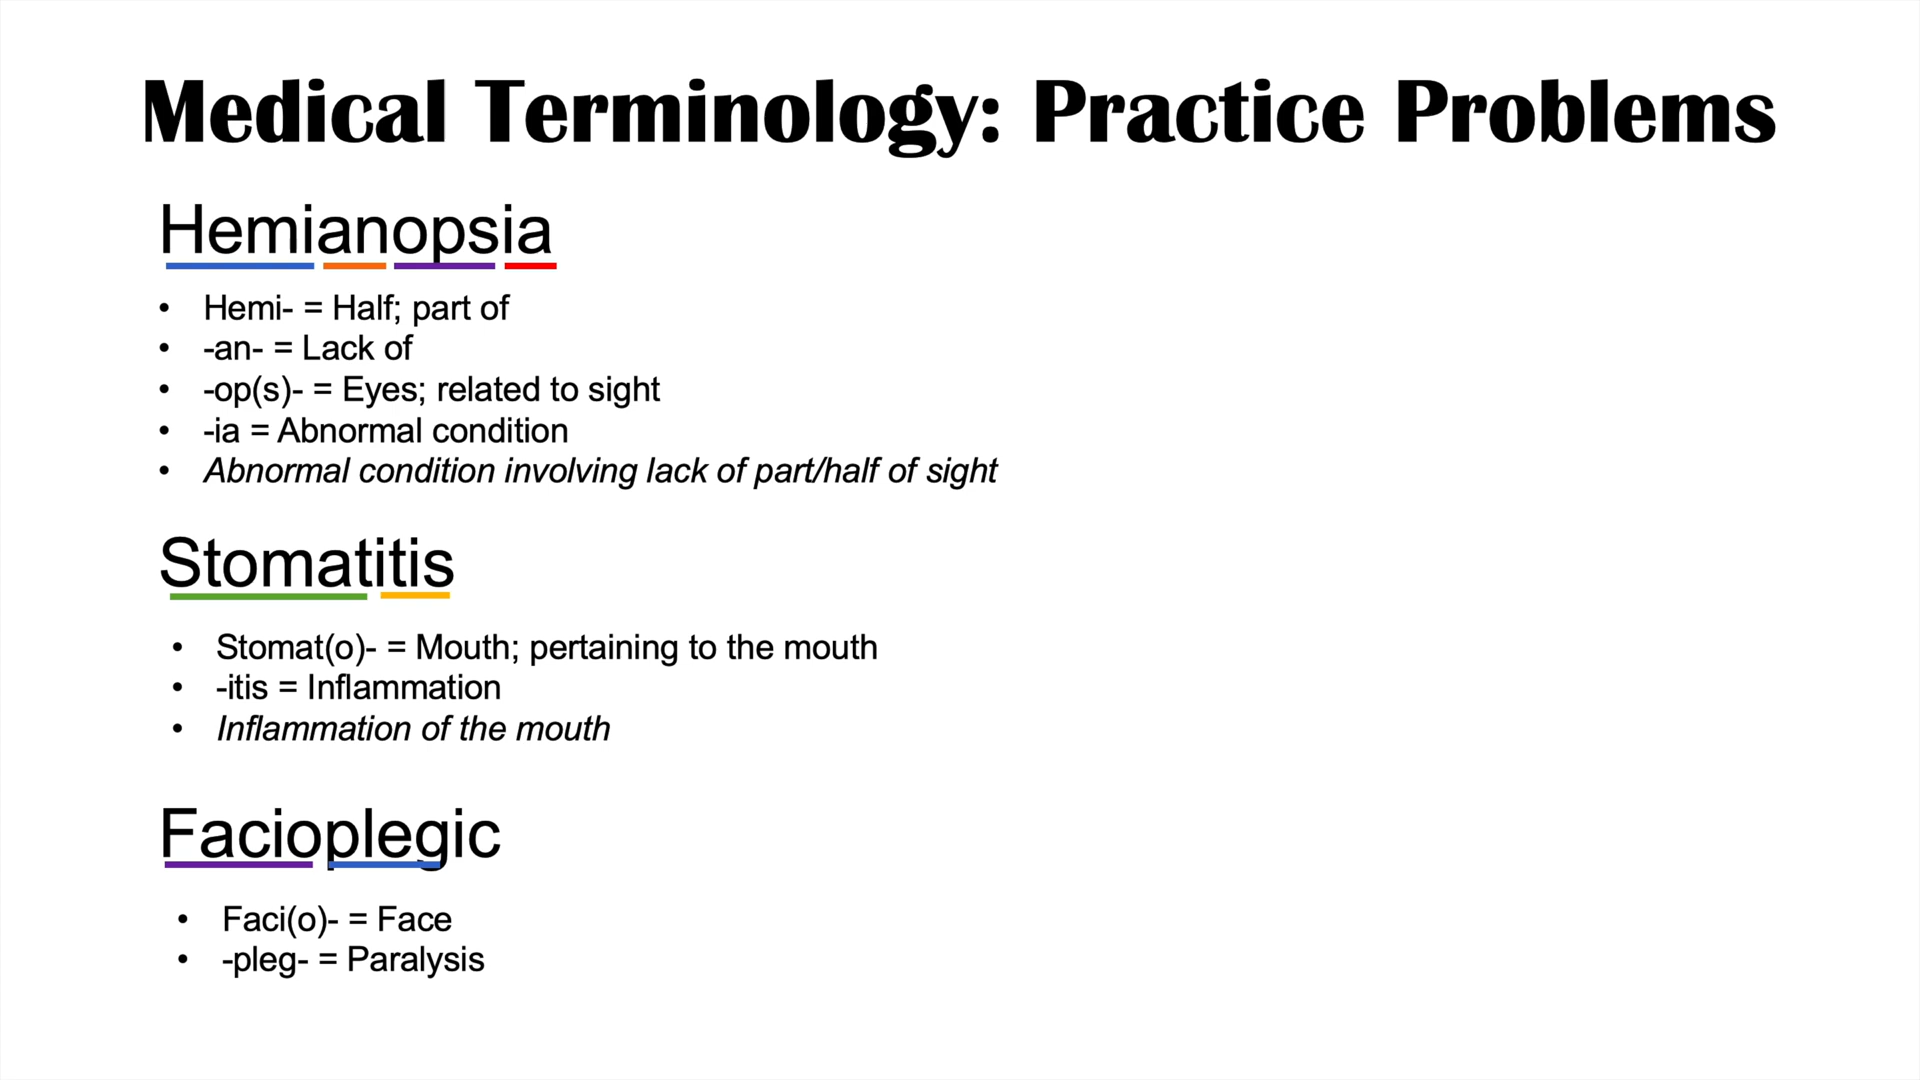 Medical Terminology: Practice Problems
Hemianopsia
• Hemi- = Half; part of
• -an- = Lack of
• -op(s)- = Eyes; related to sight
• -ia = Abnormal condition
• Abnormal condition involving lack of part/half of sight
Stomatitis
• Stomat(o)- = Mouth; pertaining to the mouth
• -itis = Inflammation
• Inflammation of the mouth
Facioplegic
• Faci(o)- = Face
• -pleg- = Paralysis